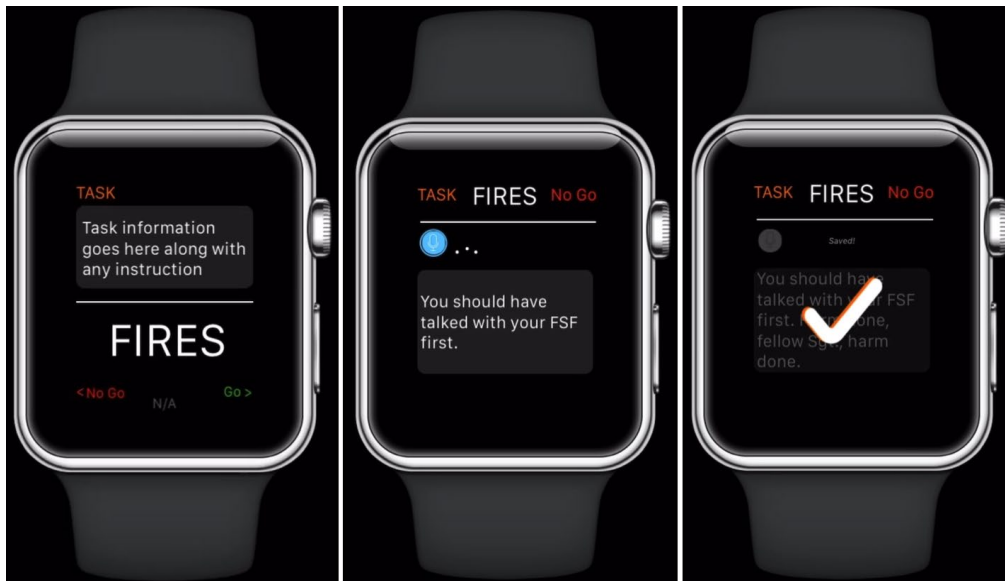 TASK
Task information
goes here along with
any instruction
FIRES
< No Go
Go >
N/A
TASK FIRES No Go
...
You should have
talked with your FSF
first.
TASK FIRES No Go
Saved!
You should have
talked with your FSF
first. one,
fellow Sgt., harm
done.